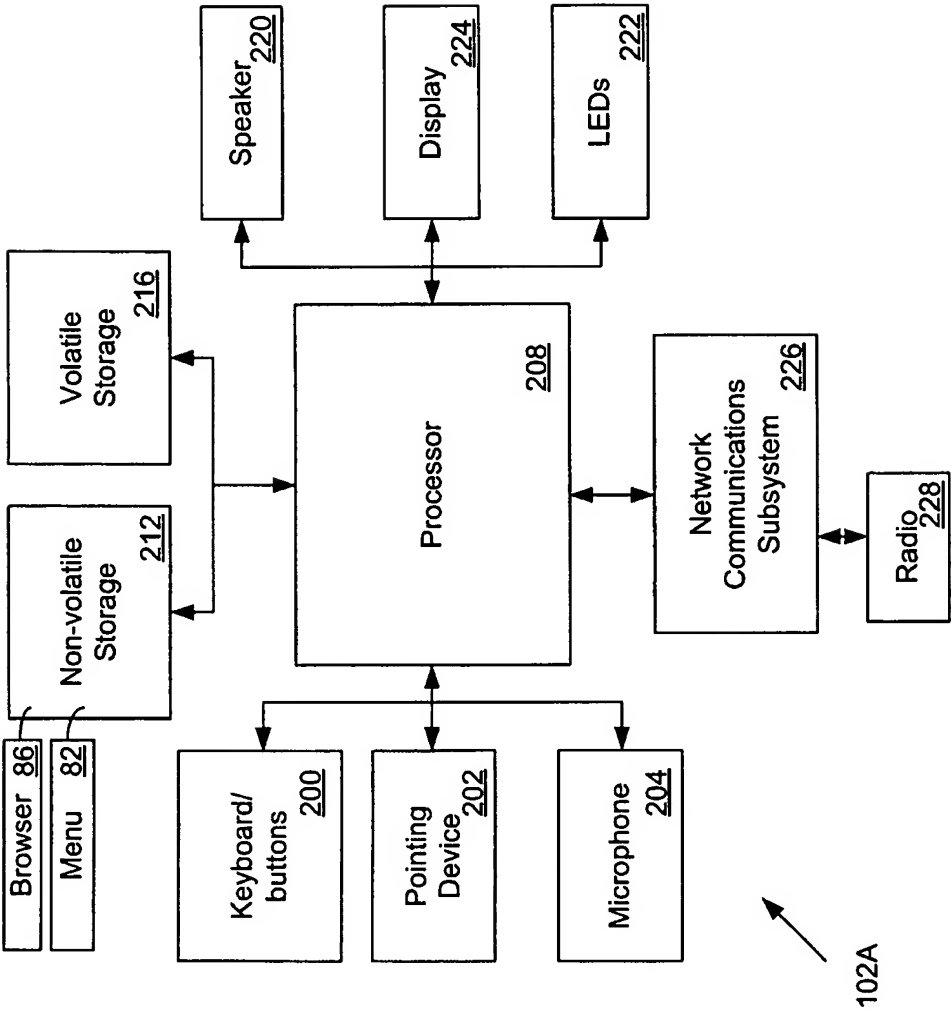 Browser 86
Menu 82
Non-volatile
Storage
212
Volatile
Storage
216
Keyboard/
buttons
200
Pointing
Device
202
Microphone
204
Processor
208
Speaker
220
Display
224
LEDs
222
Network
Communications
Subsystem
226
Radio
228
102A